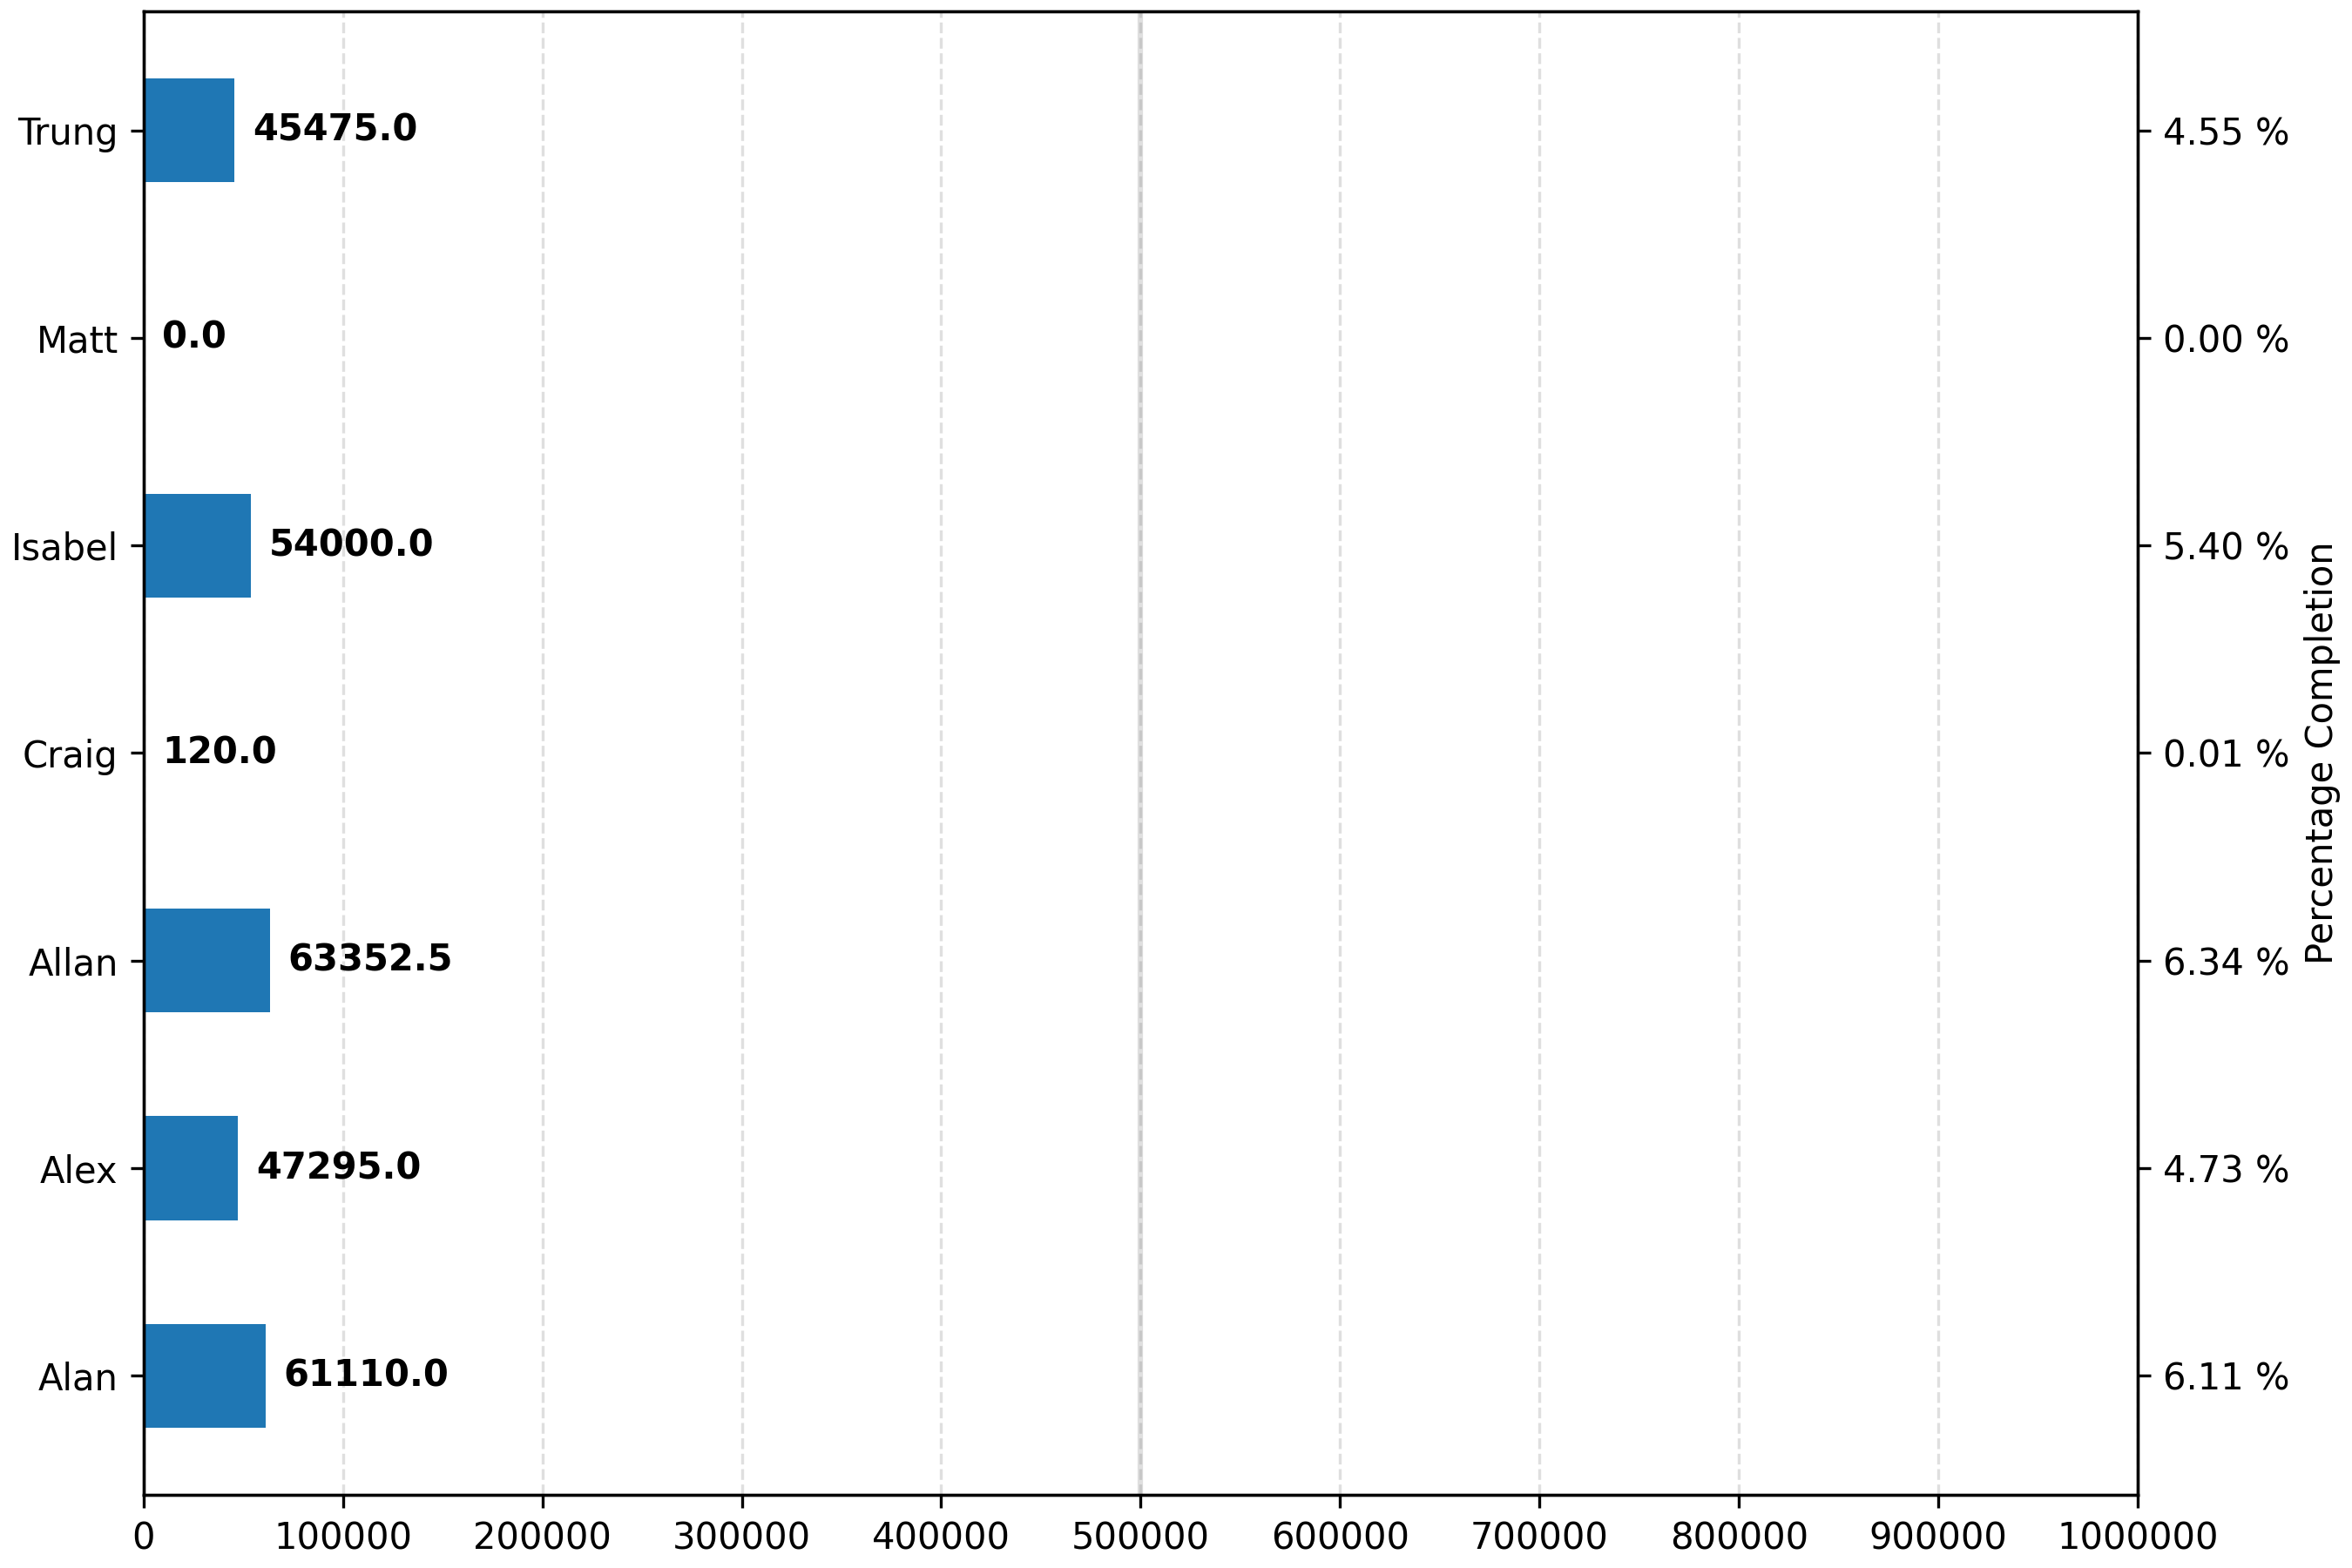 Trung 45475.0 4.55 %
Matt 0.0 0.00 %
Isabel 54000.0 5.40 %
Craig 120.0 0.01 %
Allan 63352.5 6.34 %
Alex 47295.0 4.73 %
Alan 61110.0 6.11 %
Percentage Completion
0 100000 200000 300000 400000 500000 600000 700000 800000 900000 1000000